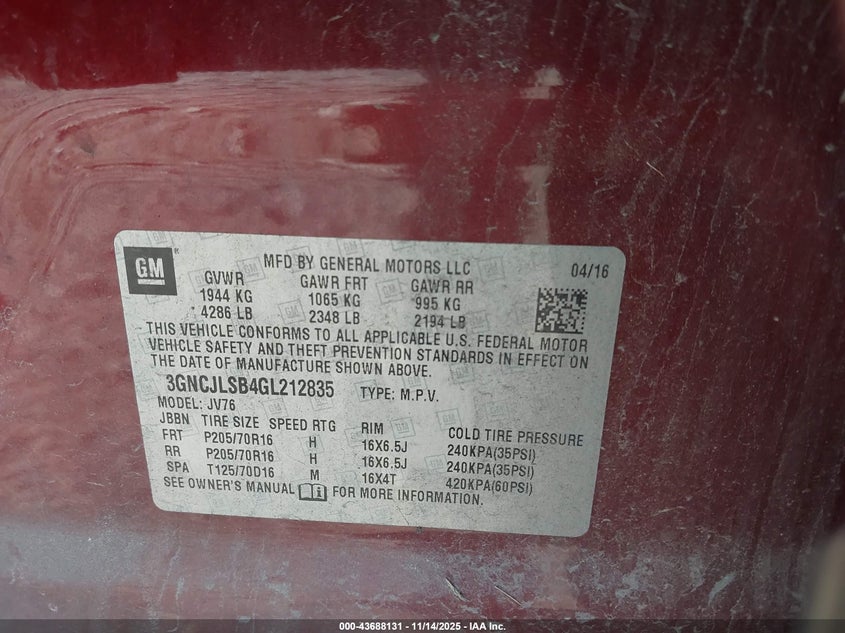 GM
MFD BY GENERAL MOTORS LLC 04/16
GVWR GAWR FRT GAWR RR
1944 KG 1065 KG 995 KG
4286 LB 2348 LB 2194 LB
THIS VEHICLE CONFORMS TO ALL APPLICABLE U.S. FEDERAL MOTOR
VEHICLE SAFETY AND THEFT PREVENTION STANDARDS IN EFFECT ON
THE DATE OF MANUFACTURE SHOWN ABOVE.
3GNCJLSB4GL212835 TYPE: M.P.V.
MODEL: JV76
JBBN TIRE SIZE SPEED RTG RIM COLD TIRE PRESSURE
FRT P205/70R16 H 16X6.5J 240KPA(35PSI)
RR P205/70R16 H 16X6.5J 240KPA(35PSI)
SPA T125/70D16 M 16X4T 420KPA(60PSI)
SEE OWNER'S MANUAL FOR MORE INFORMATION.
000-43688131 - 11/14/2025 - IAA Inc.